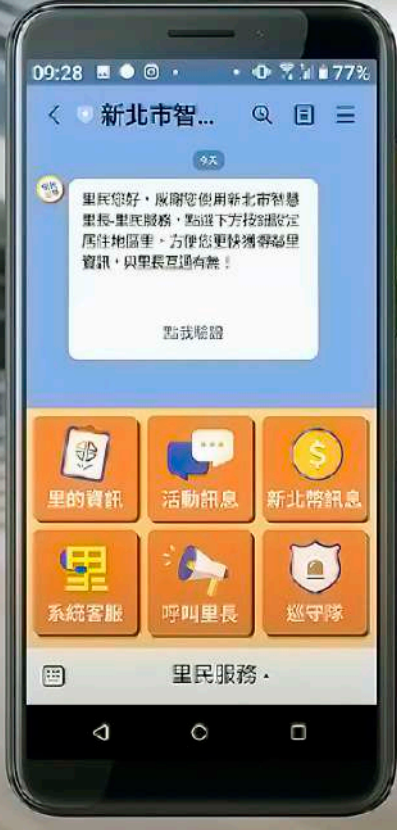 09:28
77%
新北市智...
今天
里民您好，感謝您使用新北市智慧
里長-里民服務，點選下方按鈕設定
居住地區里，方便您更快獲得鄰里
資訊，與里長互通有無！
點我驗證
里的資訊
活動訊息
新北幣訊息
里
系統客服
呼叫里長
巡守隊
里民服務